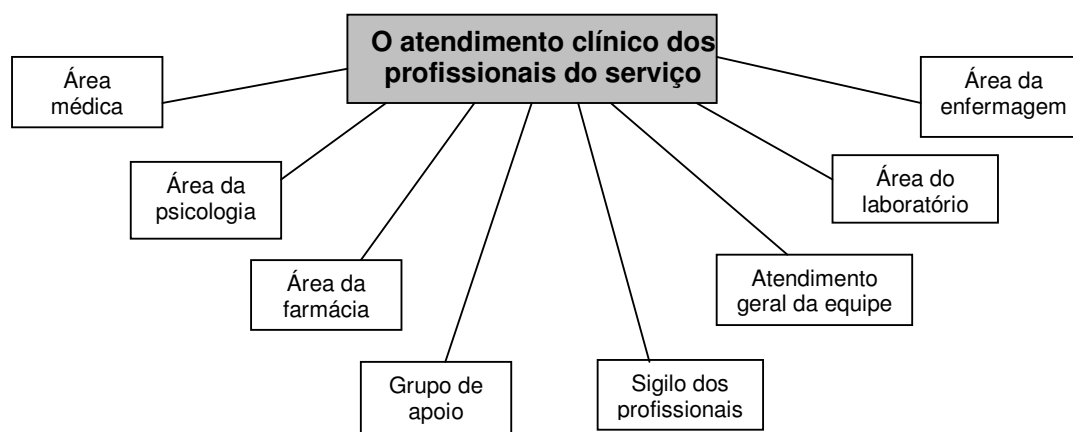 O atendimento clínico dos
profissionais do serviço
Área
médica
Área da
enfermagem
Área da
psicologia
Área do
laboratório
Área da
farmácia
Atendimento
geral da equipe
Grupo de
apoio
Sigilo dos
profissionais